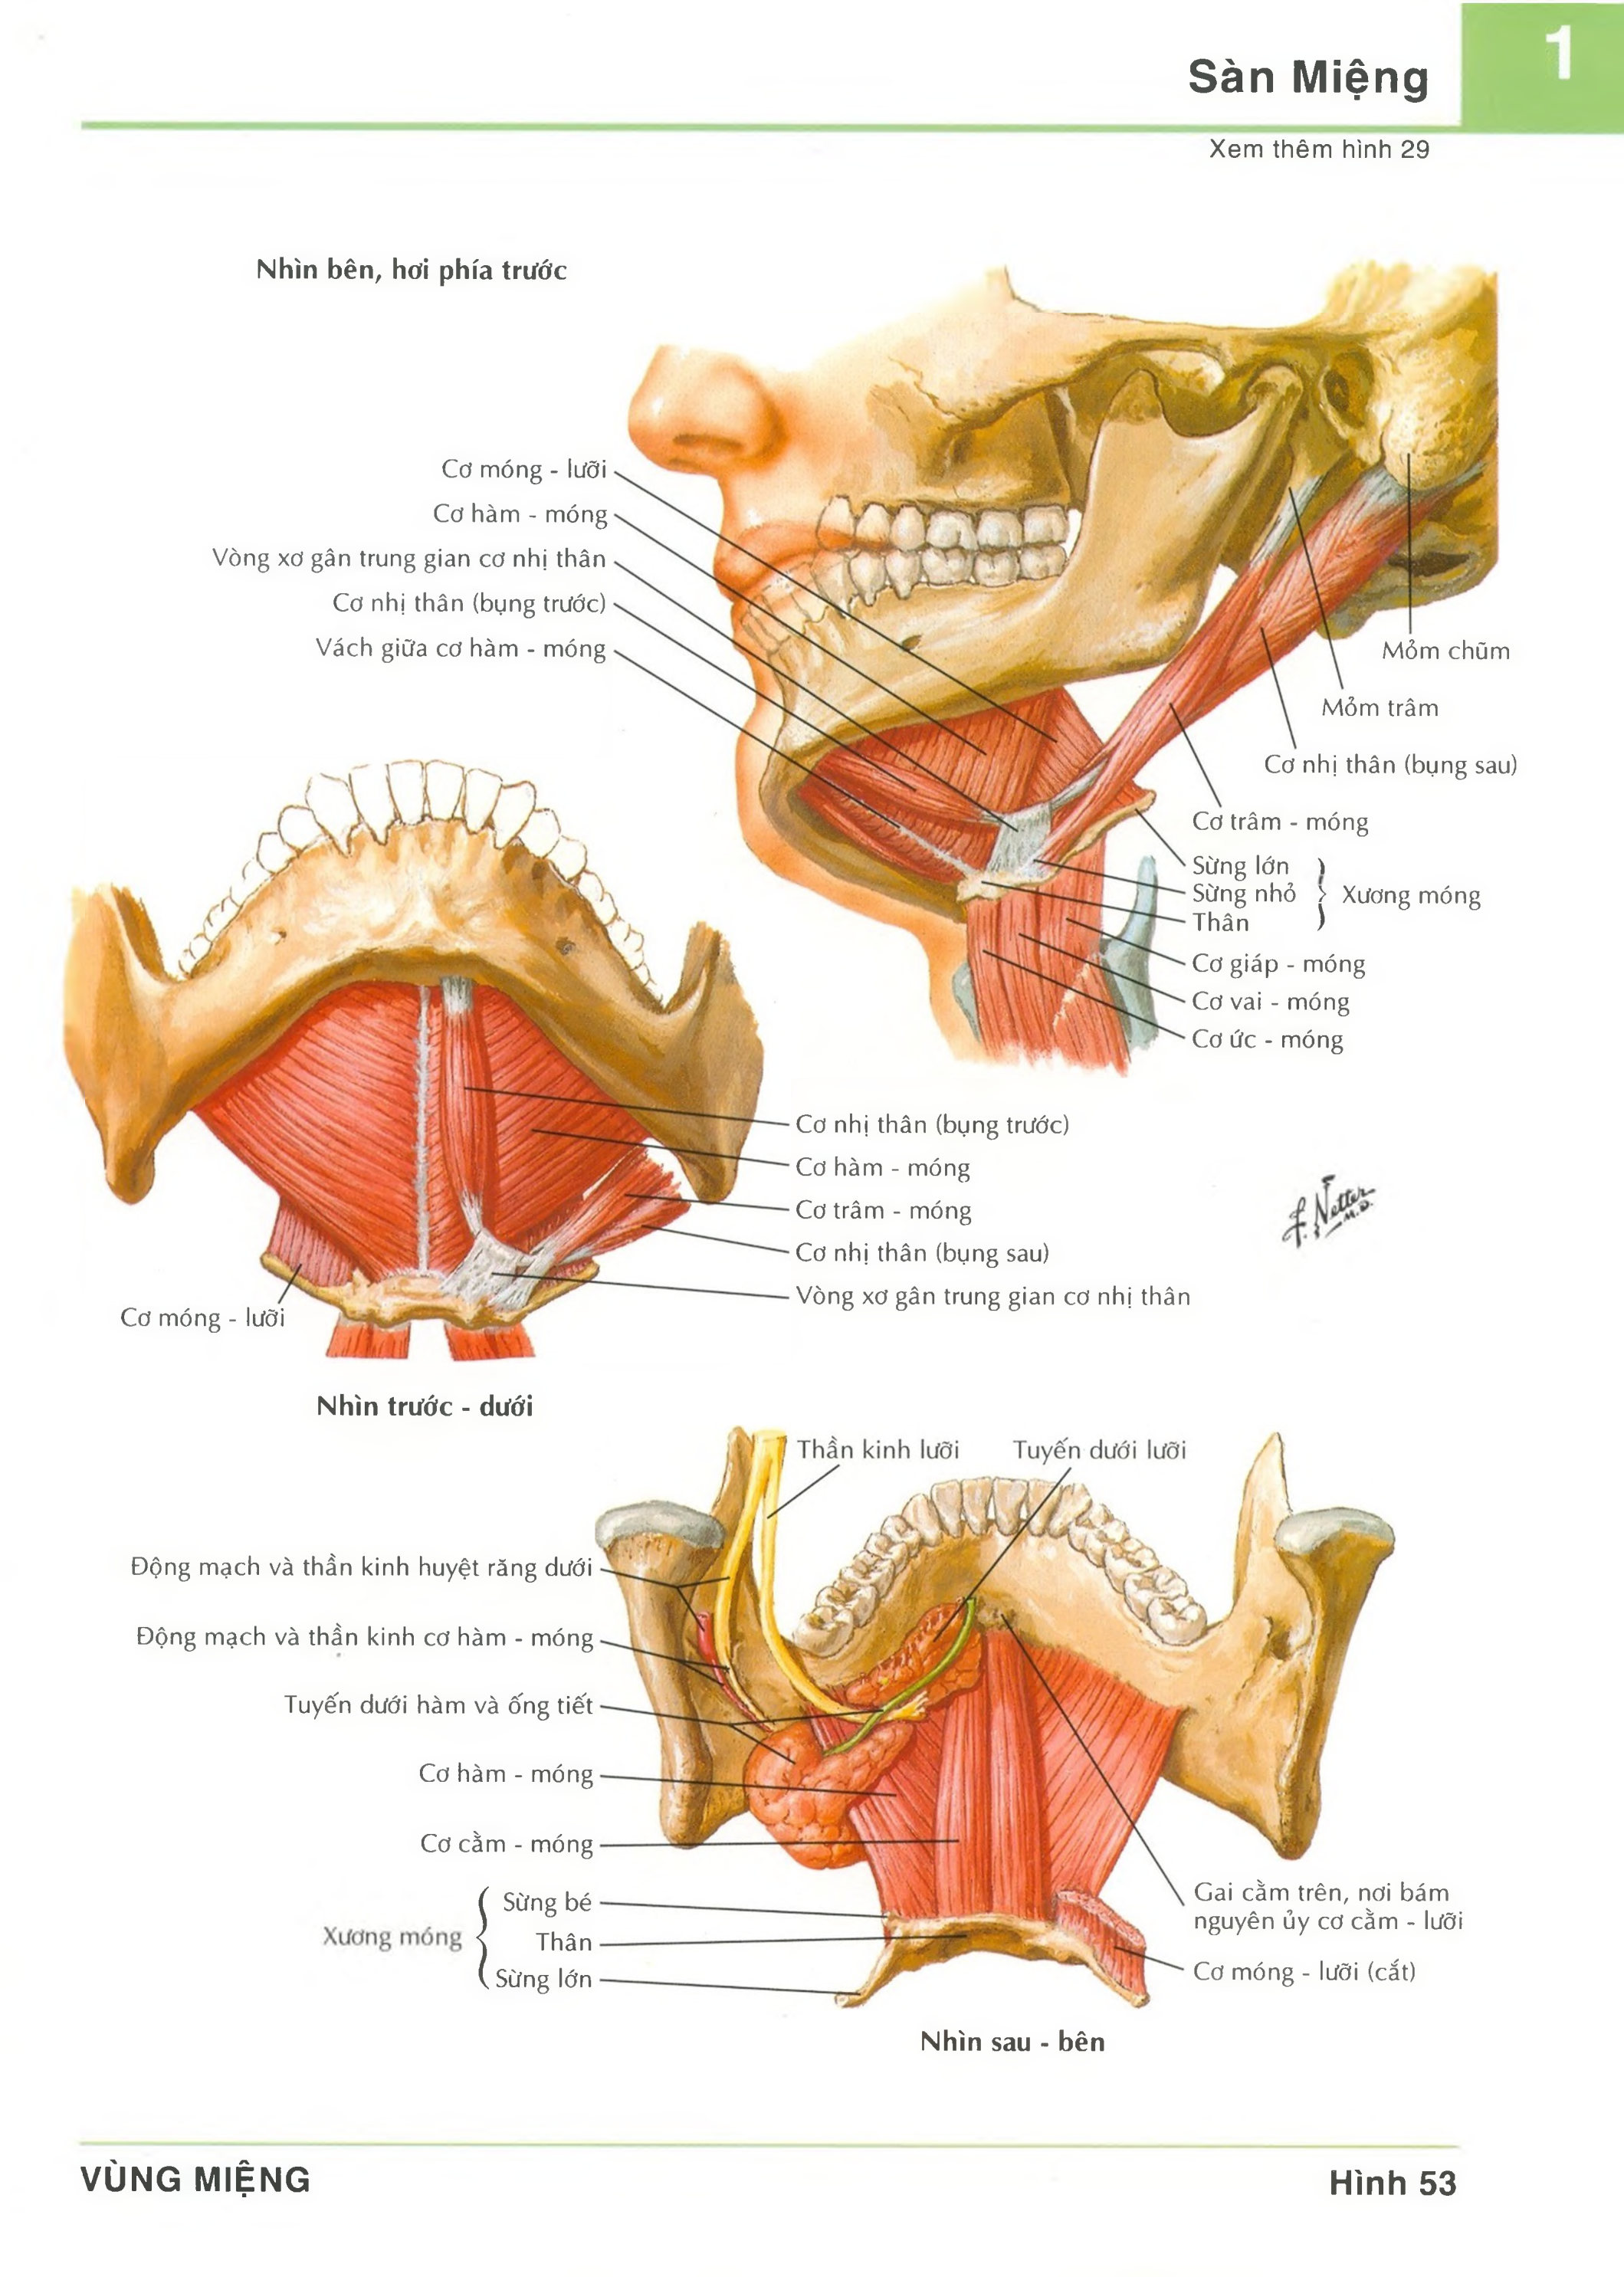 1
Sàn Miệng
Xem thêm hình 29
Nhìn bên, hơi phía trước
Cơ móng - lưỡi
Cơ hàm - móng
Vòng xơ gân trung gian cơ nhị thân
Cơ nhị thân (bụng trước)
Vách giữa cơ hàm - móng
Mỏm chũm
Mỏm trâm
Cơ nhị thân (bụng sau)
Cơ trâm - móng
Sừng lớn
Sừng nhỏ
Xương móng
Thân
Cơ giáp - móng
Cơ vai - móng
Cơ ức - móng
Cơ nhị thân (bụng trước)
Cơ hàm - móng
Cơ trâm - móng
Cơ nhị thân (bụng sau)
Vòng xơ gân trung gian cơ nhị thân
Cơ móng - lưỡi
F. Netter
M.D.
Nhìn trước - dưới
Thần kinh lưỡi
Tuyến dưới lưỡi
Động mạch và thần kinh huyệt răng dưới
Động mạch và thần kinh cơ hàm - móng
Tuyến dưới hàm và ống tiết
Cơ hàm - móng
Cơ cằm - móng
Xương móng
Sừng bé
Thân
Sừng lớn
Gai cằm trên, nơi bám
nguyên ủy cơ cằm - lưỡi
Cơ móng - lưỡi (cắt)
Nhìn sau - bên
VÙNG MIỆNG
Hình 53